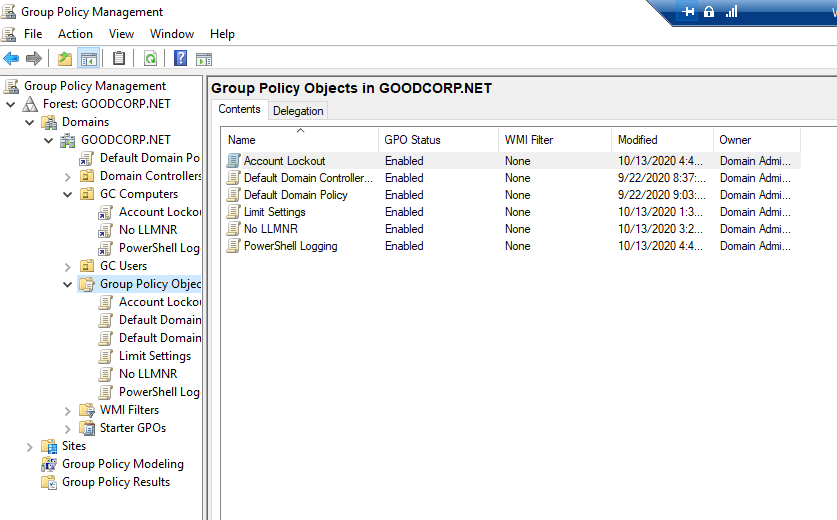 Group Policy Management
File Action View Window Help
Group Policy Management
Forest: GOODCORP.NET
Domains
GOODCORP.NET
Default Domain Po
Domain Controllers
GC Computers
Account Lockou
No LLMNR
PowerShell Log
GC Users
Group Policy Objec
Account Lockou
Default Domain
Default Domain
Limit Settings
No LLMNR
PowerShell Log
WMI Filters
Starter GPOs
Sites
Group Policy Modeling
Group Policy Results
Group Policy Objects in GOODCORP.NET
Contents Delegation
Name GPO Status WMI Filter Modified Owner
Account Lockout Enabled None 10/13/2020 4:4... Domain Admi...
Default Domain Controller... Enabled None 9/22/2020 8:37:... Domain Admi...
Default Domain Policy Enabled None 9/22/2020 9:03:... Domain Admi...
Limit Settings Enabled None 10/13/2020 1:3... Domain Admi...
No LLMNR Enabled None 10/13/2020 3:2... Domain Admi...
PowerShell Logging Enabled None 10/13/2020 4:4... Domain Admi...